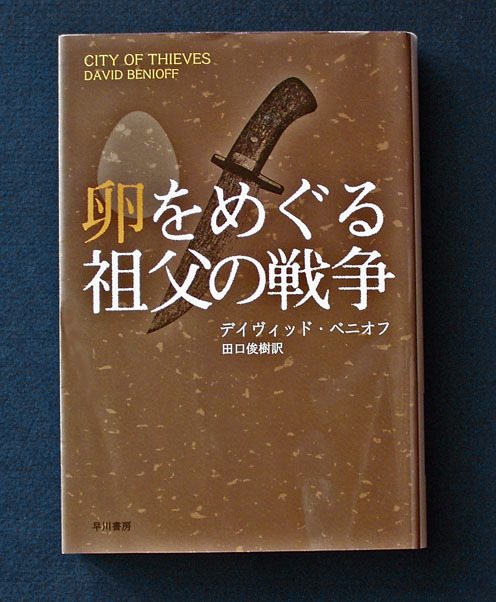 CITY OF THIEVES
DAVID BENIOFF
卵をめぐる
祖父の戦争
デイヴィッド・ベニオフ
田口俊樹訳
早川書房